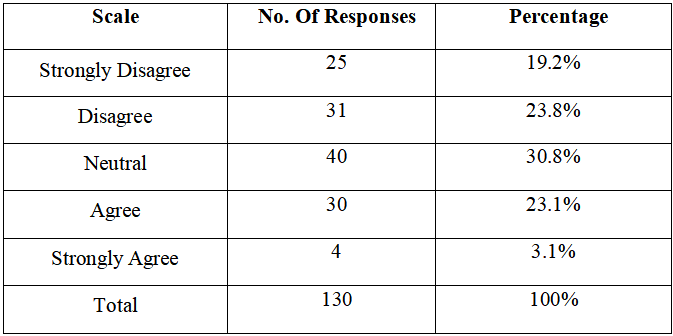 Scale No. Of Responses Percentage
Strongly Disagree 25 19.2%
Disagree 31 23.8%
Neutral 40 30.8%
Agree 30 23.1%
Strongly Agree 4 3.1%
Total 130 100%